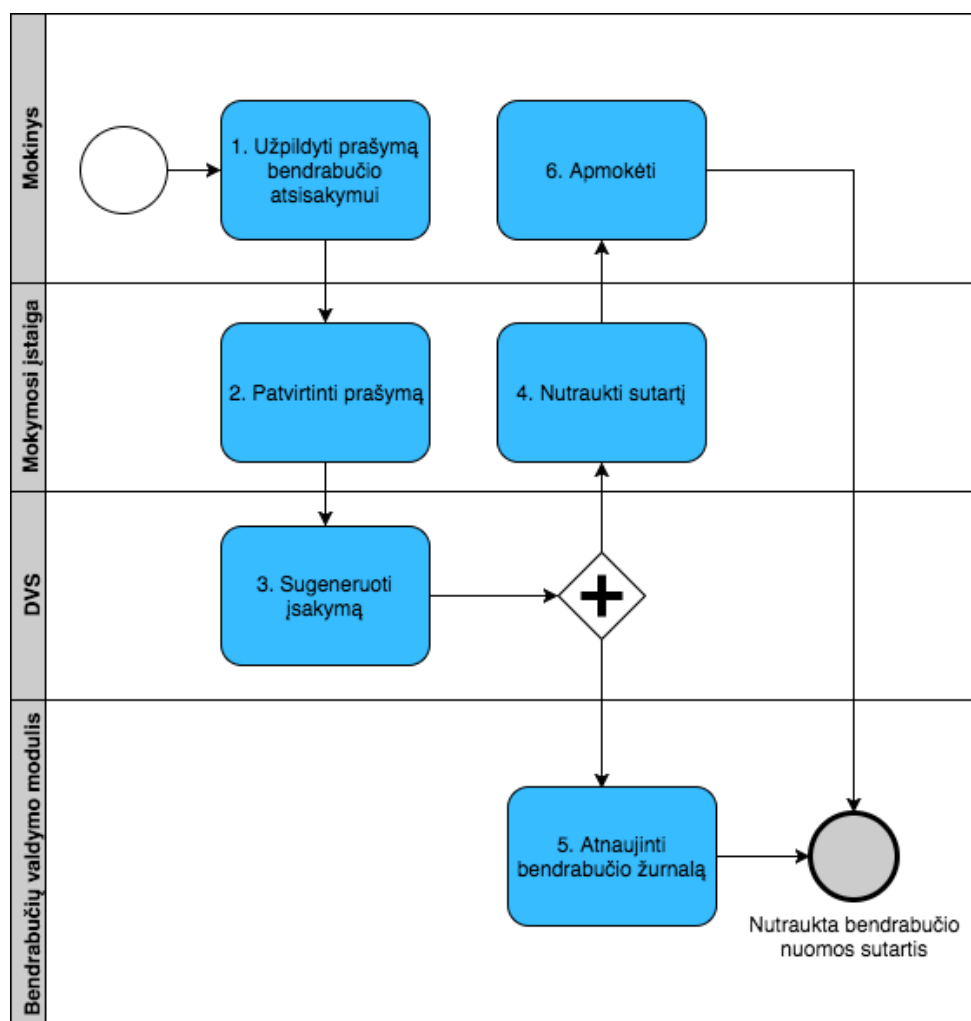 Mokinys
1. Užpildyti prašymą
bendrabučio
atsisakymui
6. Apmokėti
Mokymosi įstaiga
2. Patvirtinti prašymą
4. Nutraukti sutartį
DVS
3. Sugeneruoti
įsakymą
Bendrabučių valdymo modulis
5. Atnaujinti
bendrabučio žurnalą
Nutraukta bendrabučio
nuomos sutartis